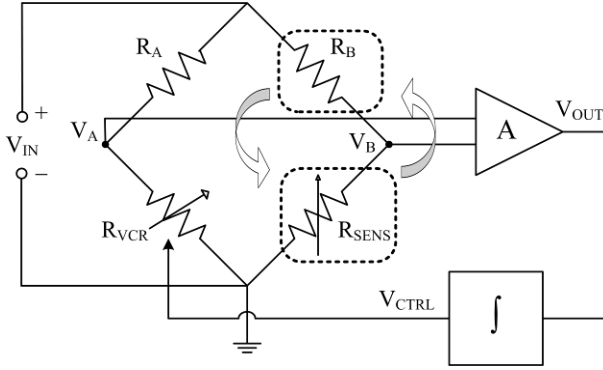 R_A
R_B
+
V_IN
−
V_A
V_B
A
V_OUT
R_VCR
R_SENS
V_CTRL
∫